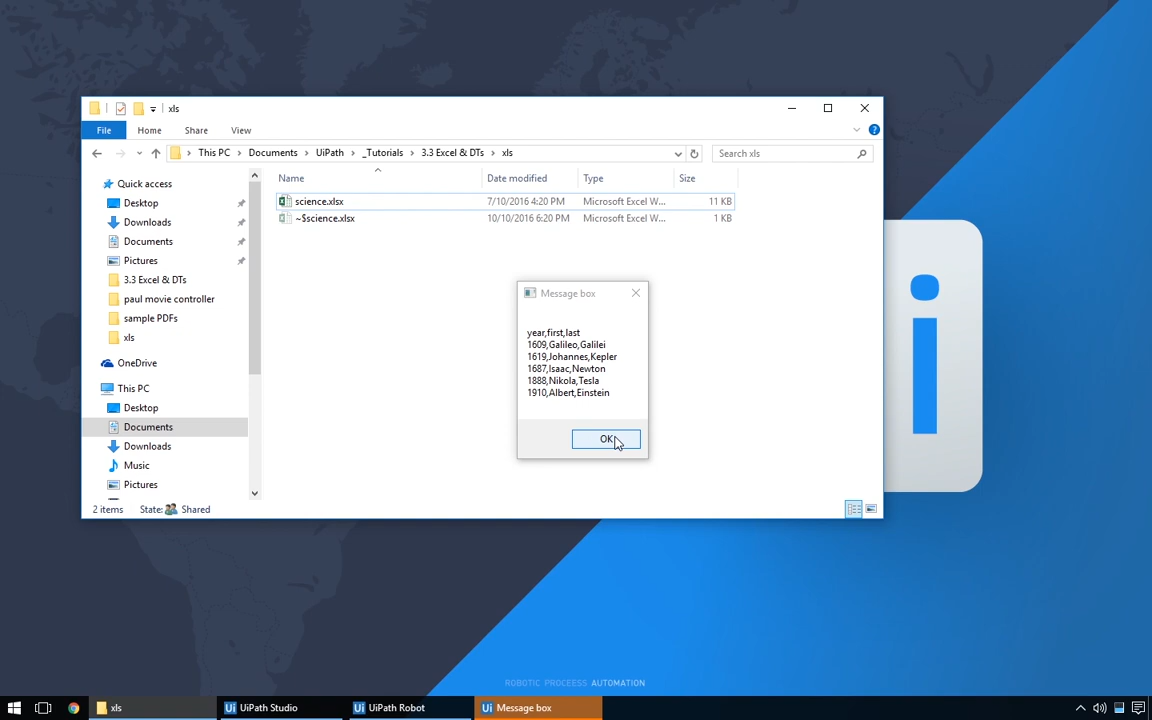 xls
File Home Share View
This PC Documents UiPath _Tutorials 3.3 Excel & DTs xls
Search xls
Name Date modified Type Size
science.xlsx 7/10/2016 4:20 PM Microsoft Excel W... 11 KB
~$science.xlsx 10/10/2016 6:20 PM Microsoft Excel W... 1 KB
Quick access
Desktop
Downloads
Documents
Pictures
3.3 Excel & DTs
paul movie controller
sample PDFs
xls
OneDrive
This PC
Desktop
Documents
Downloads
Music
Pictures
2 items State: Shared
Message box
year,first,last
1609,Galileo,Galilei
1619,Johannes,Kepler
1687,Isaac,Newton
1888,Nikola,Tesla
1910,Albert,Einstein
OK
i
ROBOTIC PROCEESS AUTOMATION
xls Ui UiPath Studio Ui UiPath Robot Ui Message box